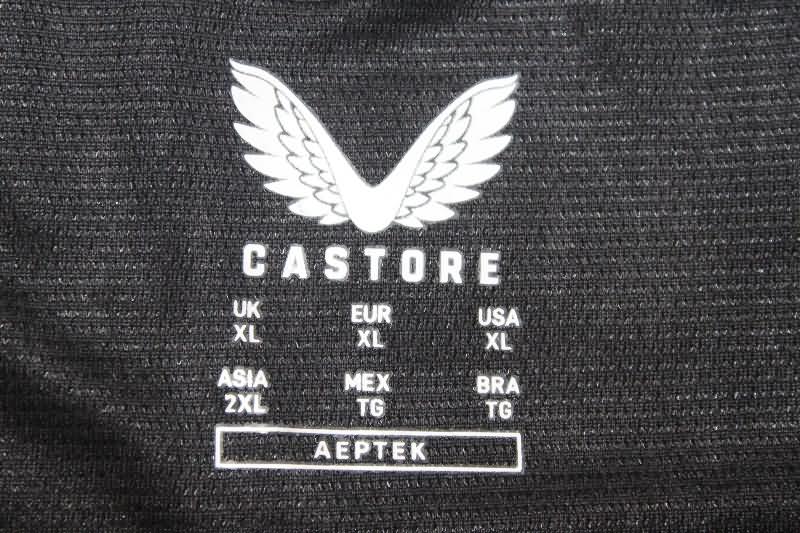 CASTORE
UK EUR USA
XL XL XL
ASIA MEX BRA
2XL TG TG
AEPTEK